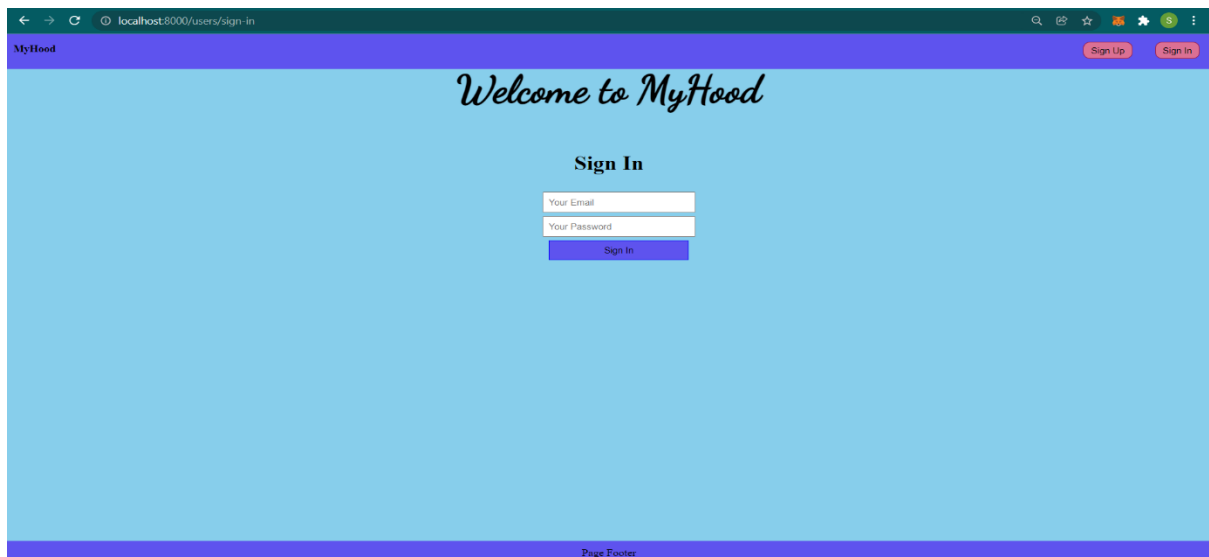 localhost:8000/users/sign-in
S
MyHood
Sign Up
Sign In
Welcome to MyHood
Sign In
Your Email
Your Password
Sign In
Page Footer